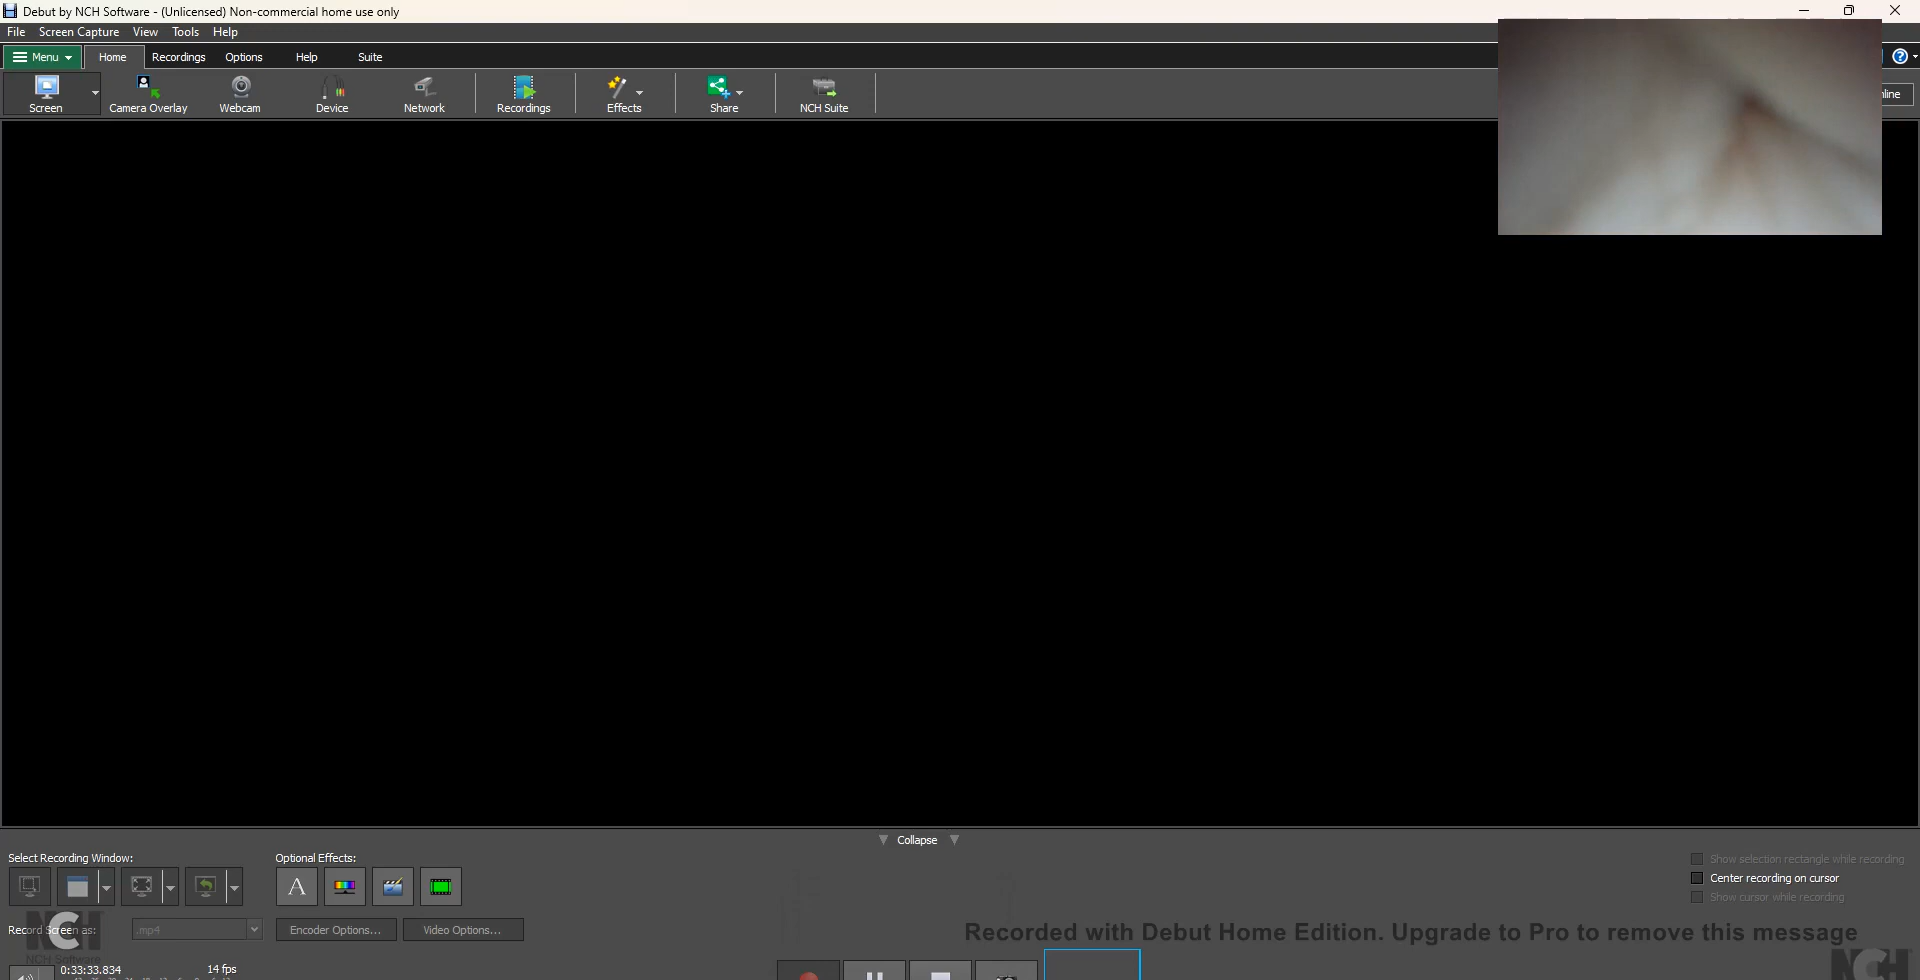 Debut by NCH Software - (Unlicensed) Non-commercial home use only
File Screen Capture View Tools Help
Menu Home Recordings Options Help Suite
Screen Camera Overlay Webcam Device Network Recordings Effects Share NCH Suite
Collapse
Select Recording Window: Optional Effects:
Show selection rectangle while recording
A
Center recording on cursor
Show cursor while recording
Record Screen as: .mp4 Encoder Options... Video Options...
Recorded with Debut Home Edition. Upgrade to Pro to remove this message
NCH NCH
NCH Software
0:33:33.834 14 fps